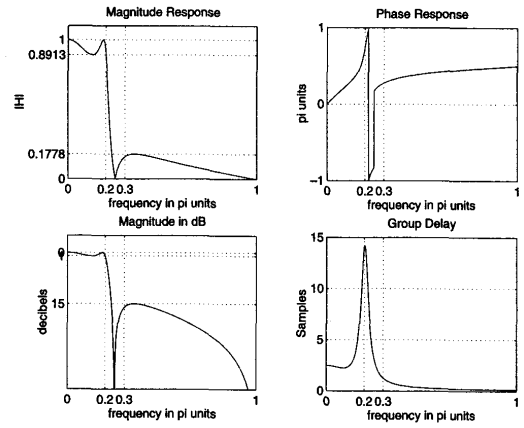 Magnitude Response
1
0.8913
|H|
0.1778
0
0
0.2 0.3
1
frequency in pi units
Phase Response
1
pi units
0
−1
0
0.2 0.3
1
frequency in pi units
Magnitude in dB
0
1
decibels
15
0
0.2 0.3
1
frequency in pi units
Group Delay
15
Samples
10
5
0
0
0.2 0.3
1
frequency in pi units